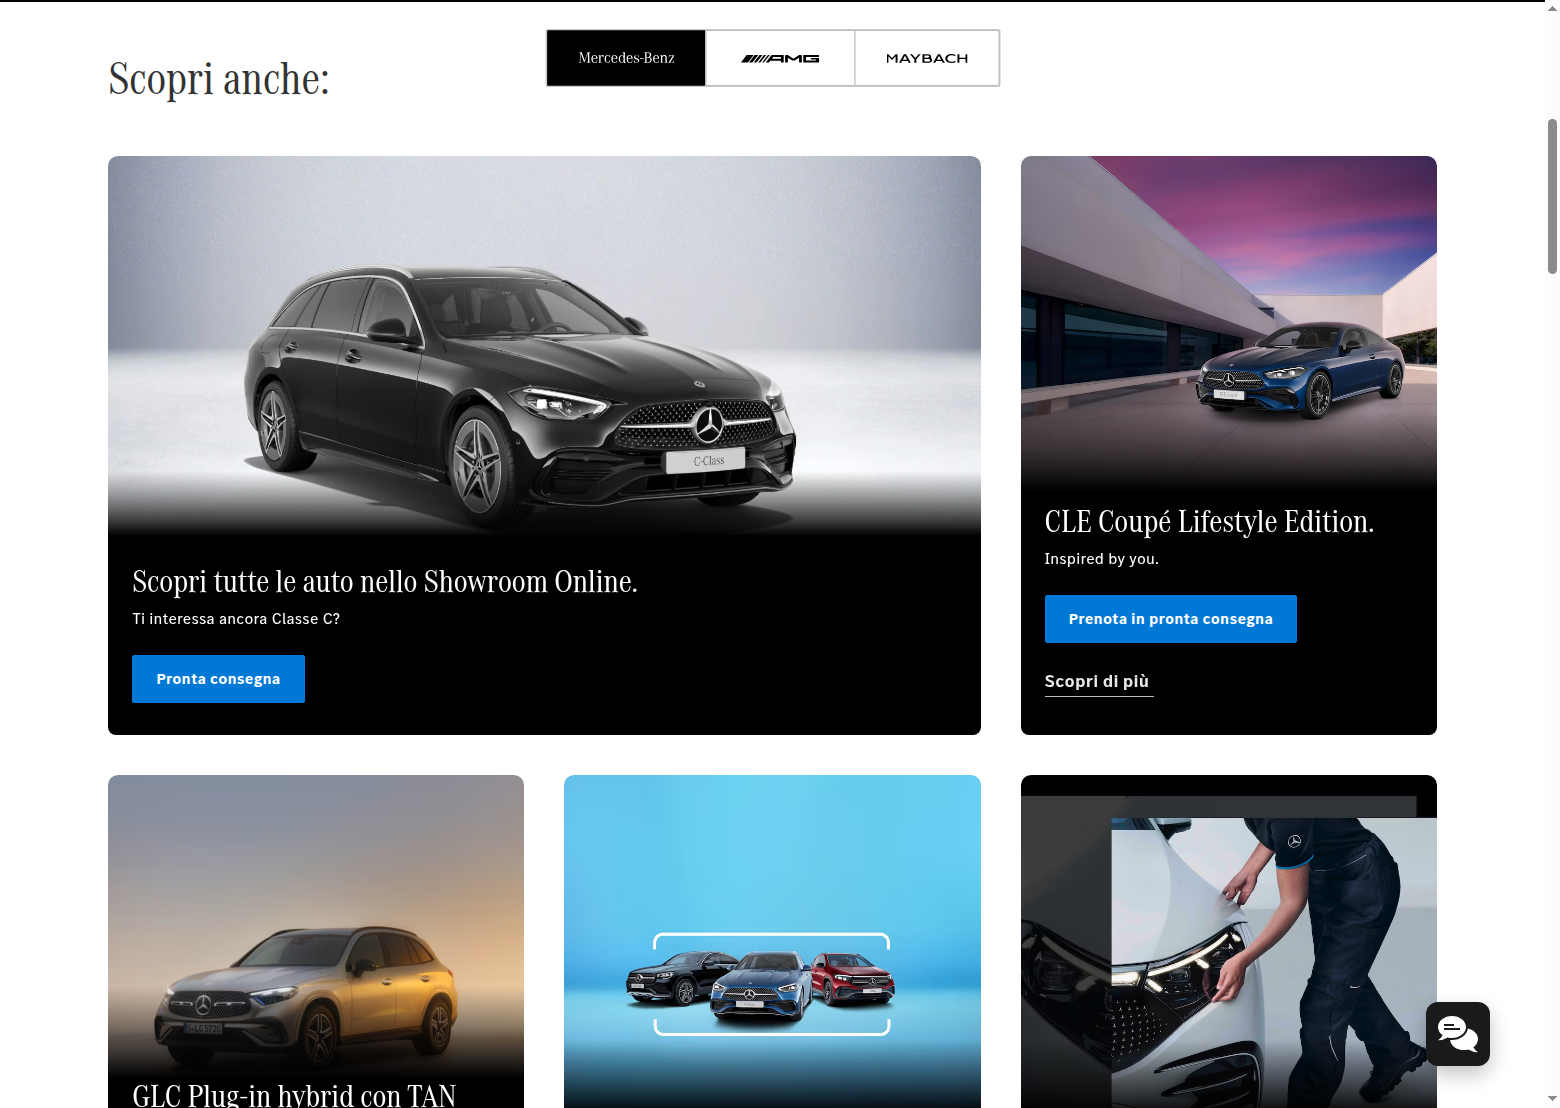 Scopri anche:
Mercedes-Benz
AMG
MAYBACH
C-Class
Scopri tutte le auto nello Showroom Online.
Ti interessa ancora Classe C?
Pronta consegna
CLE Coupé Lifestyle Edition.
Inspired by you.
Prenota in pronta consegna
Scopri di più
GLC Plug-in hybrid con TAN